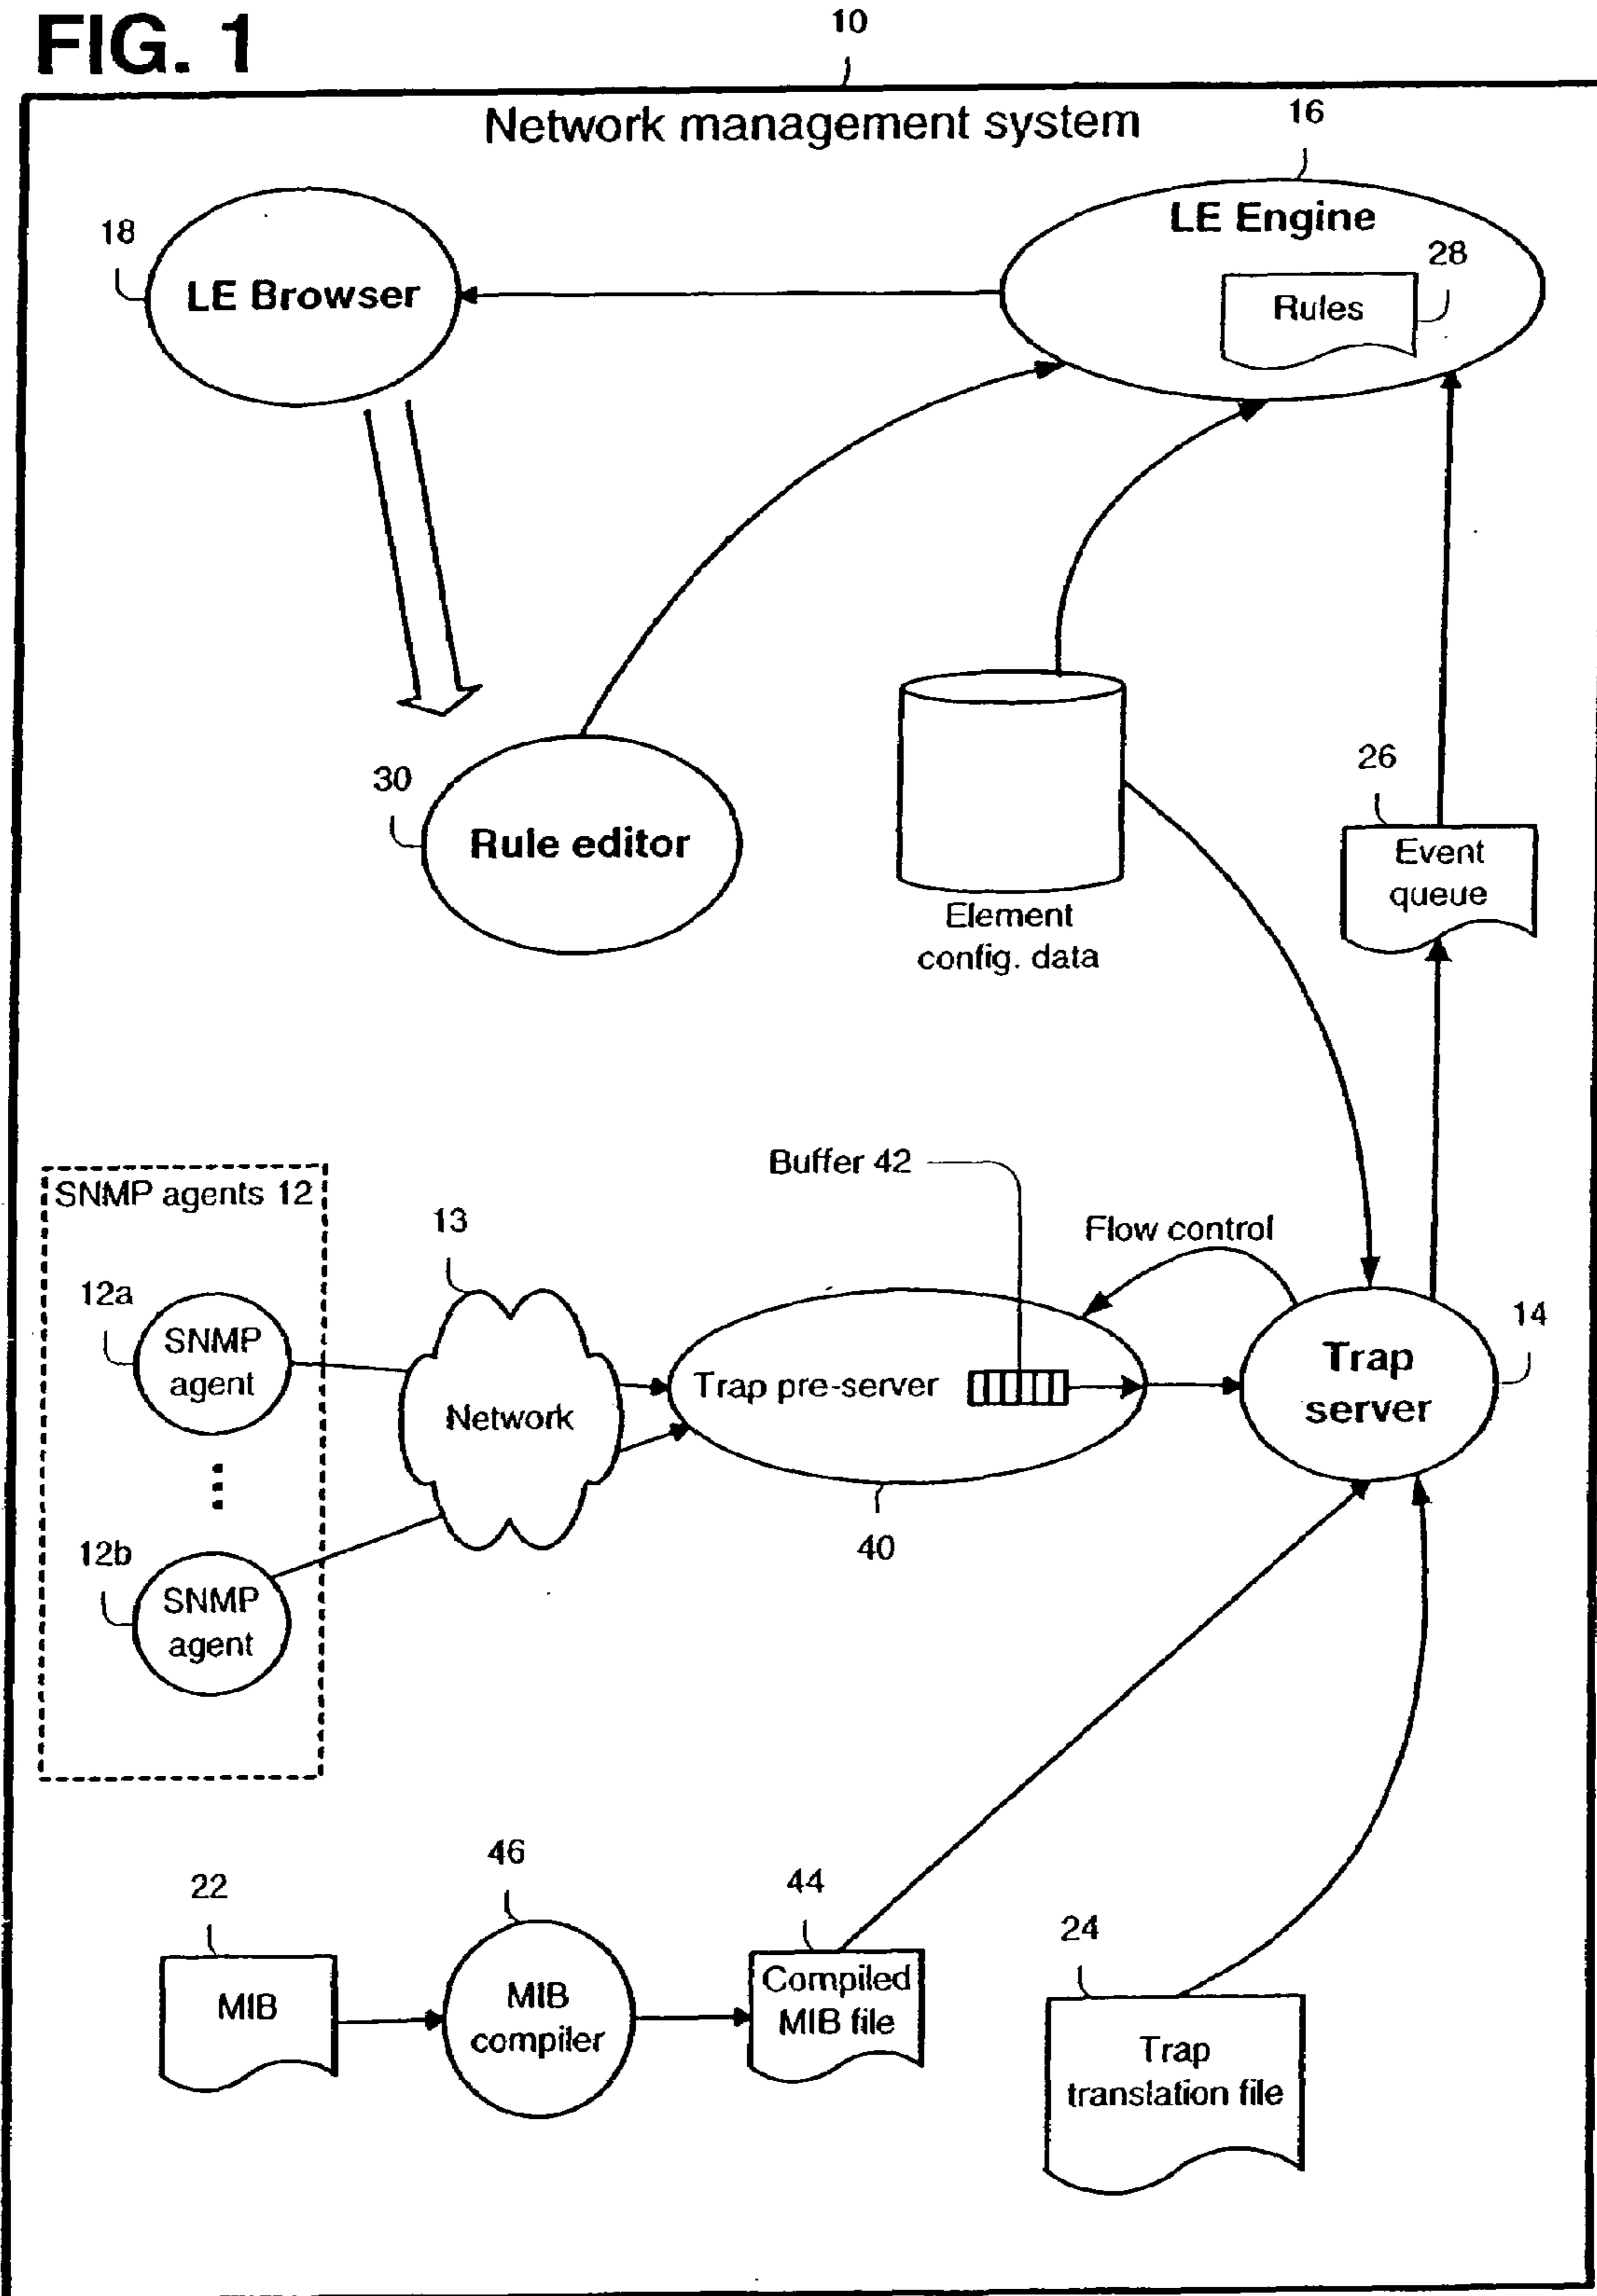 FIG. 1
10
Network management system
16
LE Engine
28
Rules
18
LE Browser
30
Rule editor
Element
config. data
26
Event
queue
Buffer 42
SNMP agents 12
13
Flow control
12a
SNMP
agent
Network
Trap pre-server
14
Trap
server
40
12b
SNMP
agent
22
MIB
46
MIB
compiler
44
Compiled
MIB file
24
Trap
translation file